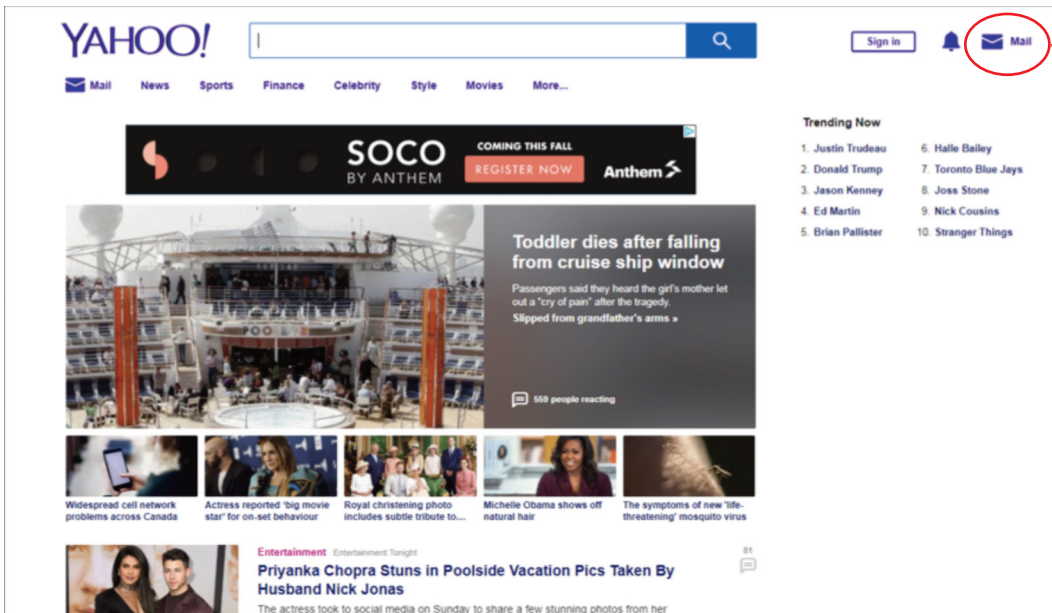 YAHOO!
Sign in
Mail
Mail News Sports Finance Celebrity Style Movies More...
SOCO
BY ANTHEM
COMING THIS FALL
REGISTER NOW
Anthem
Trending Now
1. Justin Trudeau
2. Donald Trump
3. Jason Kenney
4. Ed Martin
5. Brian Pallister
6. Halle Bailey
7. Toronto Blue Jays
8. Joss Stone
9. Nick Cousins
10. Stranger Things
Toddler dies after falling
from cruise ship window
Passengers said they heard the girl's mother let
out a "cry of pain" after the tragedy.
Slipped from grandfather's arms »
559 people reacting
Widespread cell network
problems across Canada
Actress reported 'big movie
star' for on-set behaviour
Royal christening photo
includes subtle tribute to...
Michelle Obama shows off
natural hair
The symptoms of new 'life-
threatening' mosquito virus
Entertainment Entertainment Tonight
81
Priyanka Chopra Stuns in Poolside Vacation Pics Taken By
Husband Nick Jonas
The actress took to social media on Sunday to share a few stunning photos from her